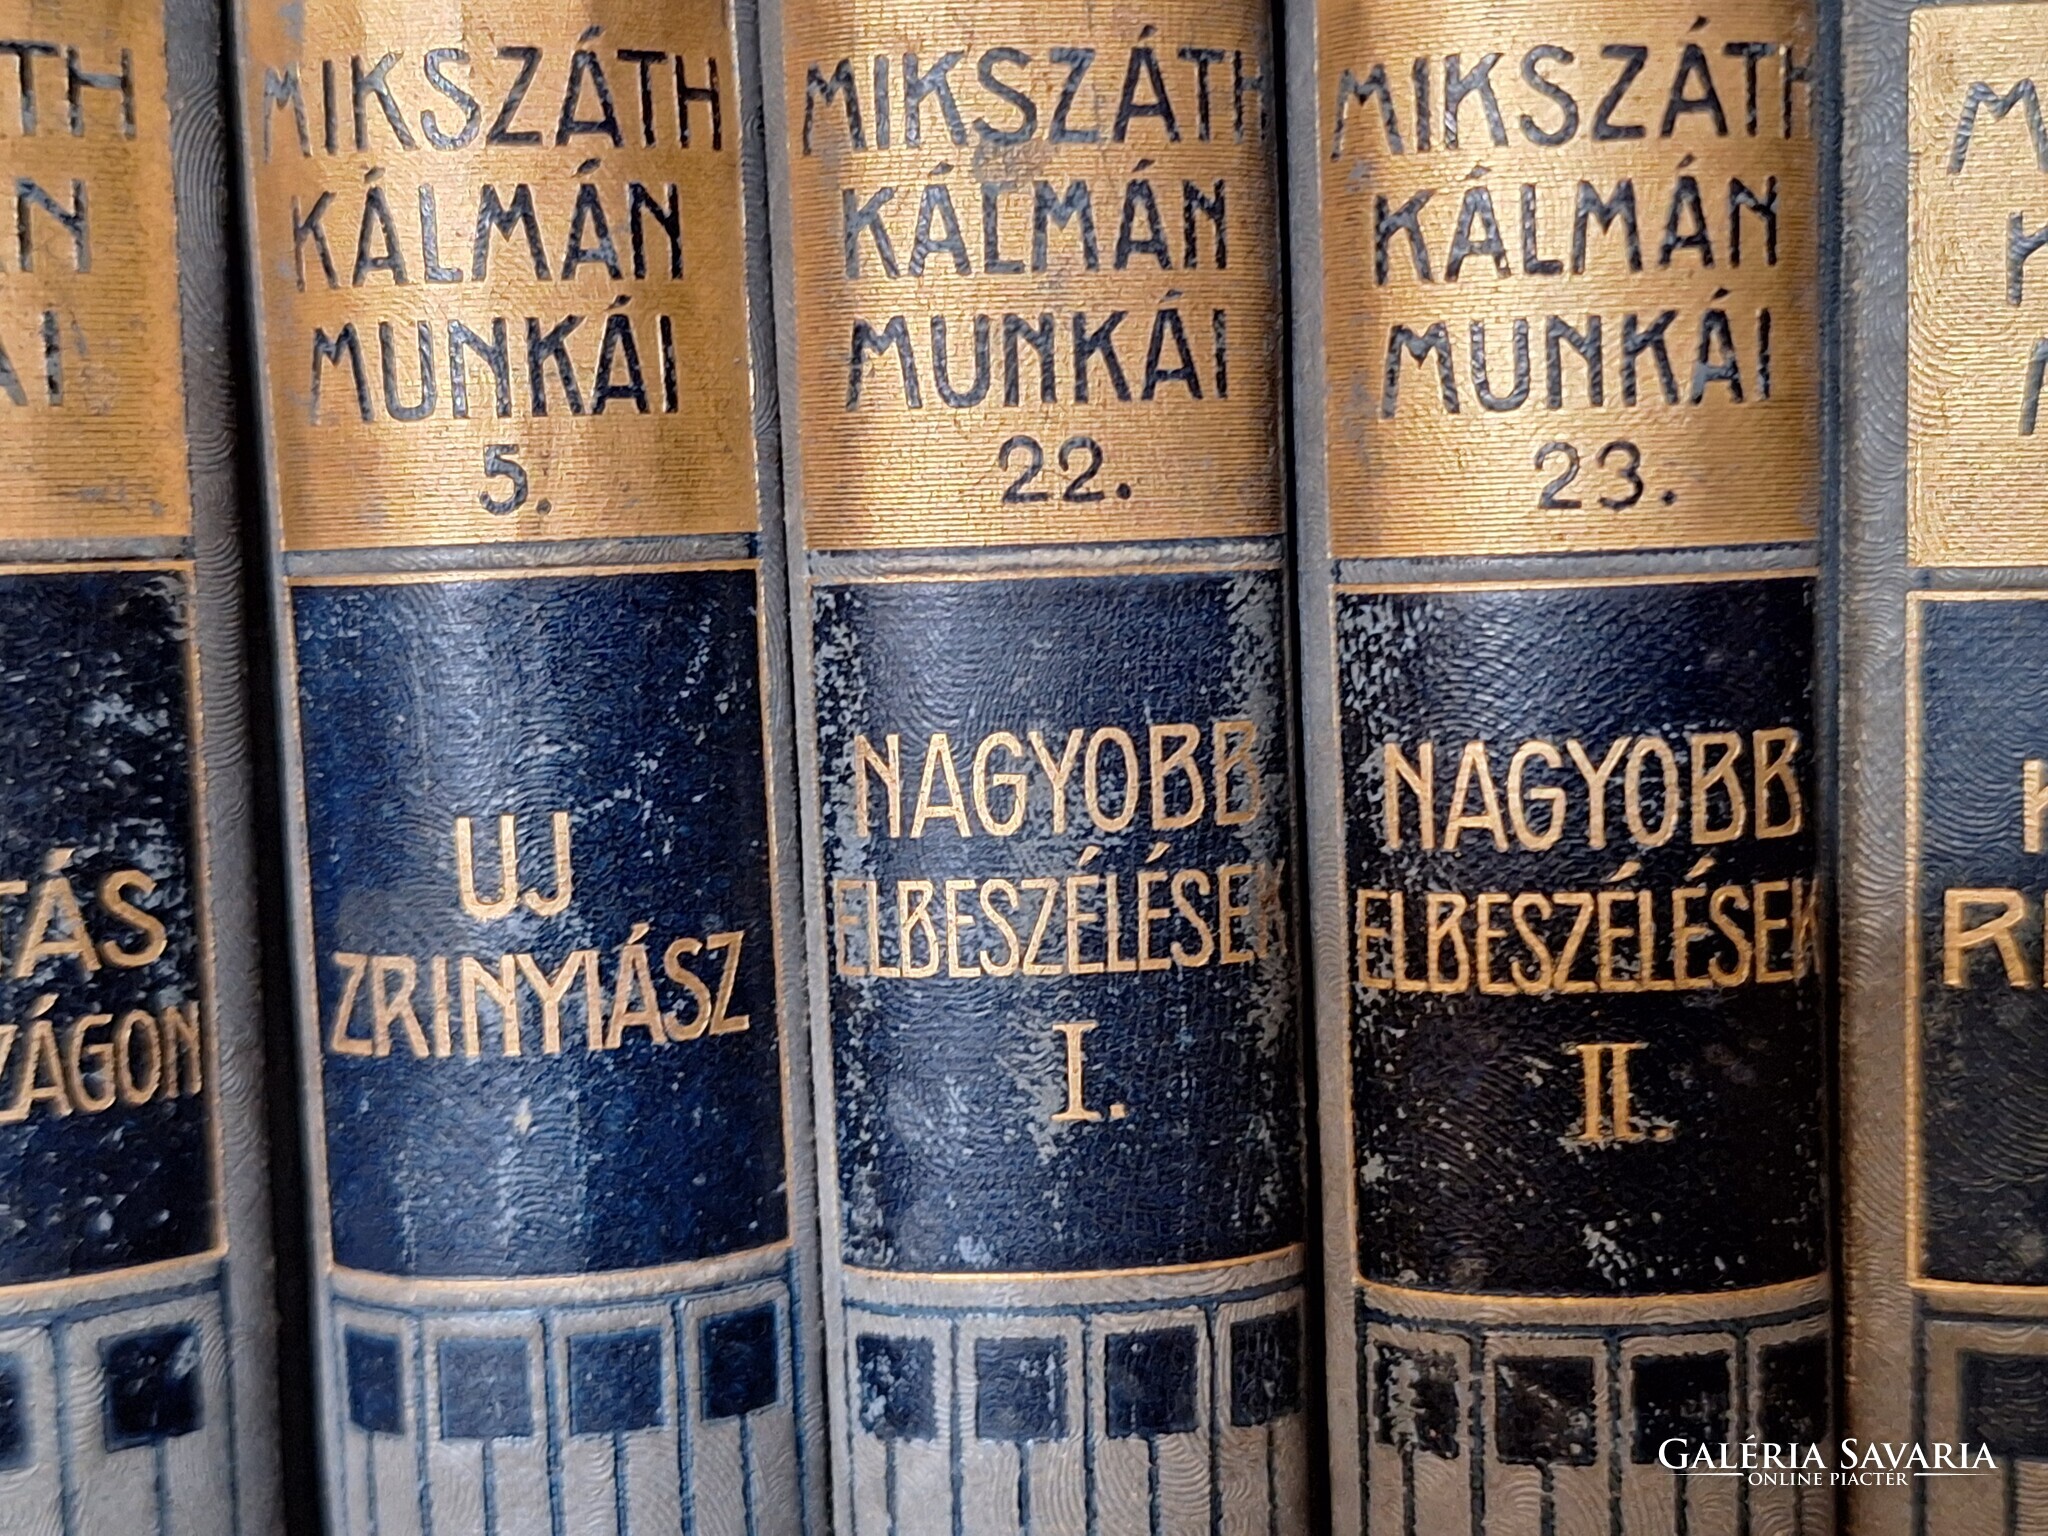 MIKSZÁTH
KÁLMÁN
MUNKÁI
5.
UJ
ZRINYIÁSZ
MIKSZÁTH
KÁLMÁN
MUNKÁI
22.
NAGYOBB
ELBESZÉLÉSEK
I.
MIKSZÁTH
KÁLMÁN
MUNKÁI
23.
NAGYOBB
ELBESZÉLÉSEK
II.
GALÉRIA SAVARIA
ONLINE PIACTÉR